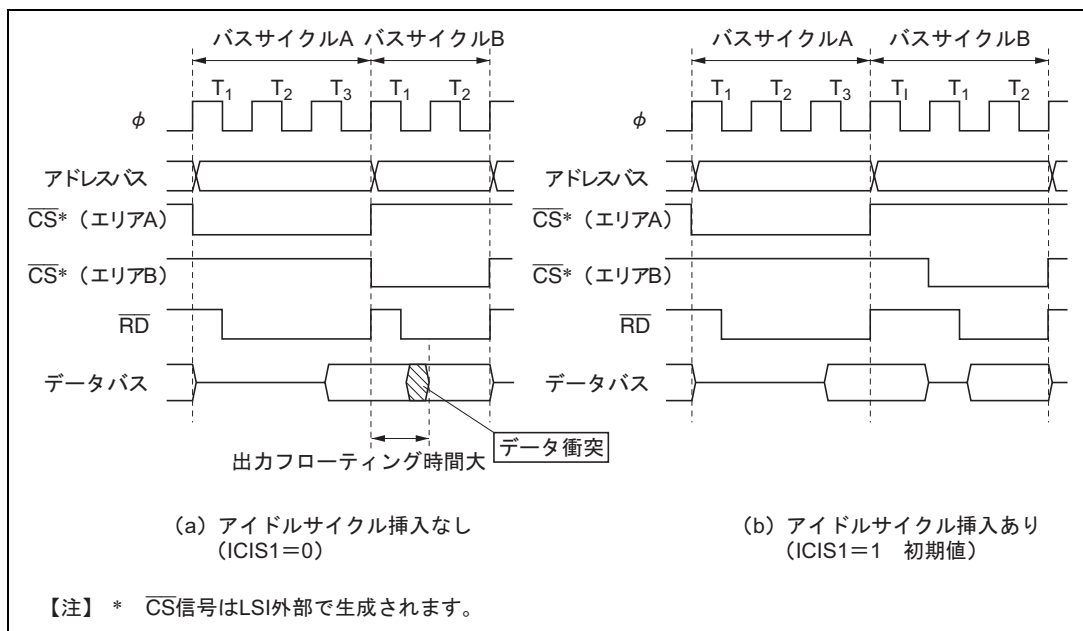 バスサイクルA バスサイクルB
T1 T2 T3 T1 T2
φ
アドレスバス
CS* (エリアA)
CS* (エリアB)
RD
データバス
データ衝突
出力フローティング時間大
(a) アイドルサイクル挿入なし
(ICIS1=0)
バスサイクルA バスサイクルB
T1 T2 T3 TI T1 T2
φ
アドレスバス
CS* (エリアA)
CS* (エリアB)
RD
データバス
(b) アイドルサイクル挿入あり
(ICIS1=1 初期値)
【注】 * CS信号はLSI外部で生成されます。